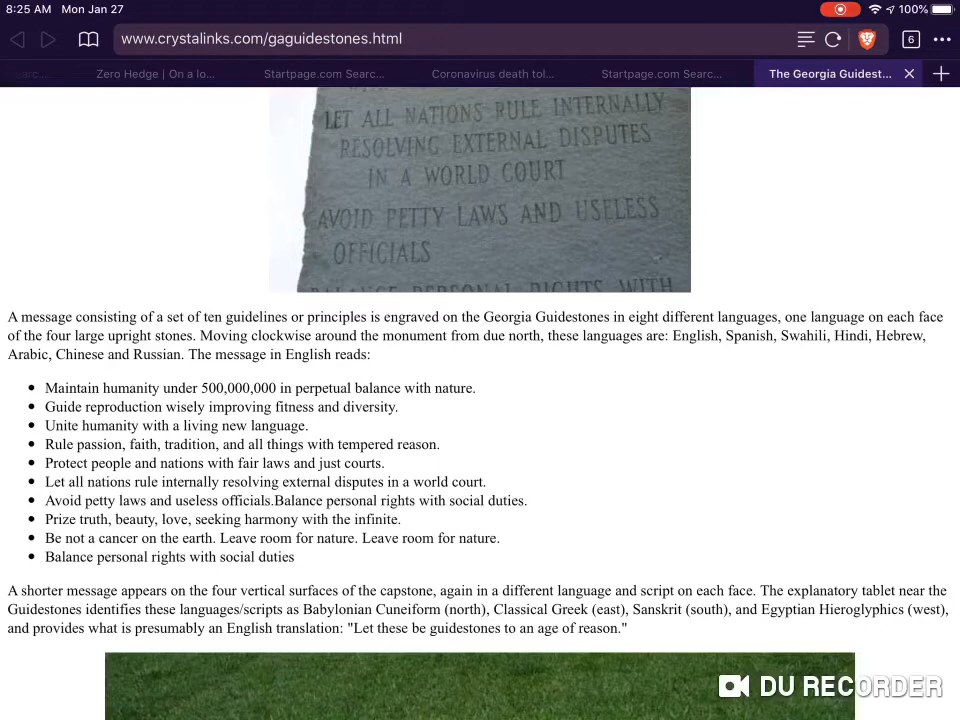 8:25 AM Mon Jan 27 100%
www.crystalinks.com/gaguidestones.html 6
Zero Hedge | On a lo... Startpage.com Searc... Coronavirus death tol... Startpage.com Searc... The Georgia Guidest...
LET ALL NATIONS RULE INTERNALLY
RESOLVING EXTERNAL DISPUTES
IN A WORLD COURT
AVOID PETTY LAWS AND USELESS
OFFICIALS
BALANCE PERSONAL RIGHTS WITH
A message consisting of a set of ten guidelines or principles is engraved on the Georgia Guidestones in eight different languages, one language on each face
of the four large upright stones. Moving clockwise around the monument from due north, these languages are: English, Spanish, Swahili, Hindi, Hebrew,
Arabic, Chinese and Russian. The message in English reads:
Maintain humanity under 500,000,000 in perpetual balance with nature.
Guide reproduction wisely improving fitness and diversity.
Unite humanity with a living new language.
Rule passion, faith, tradition, and all things with tempered reason.
Protect people and nations with fair laws and just courts.
Let all nations rule internally resolving external disputes in a world court.
Avoid petty laws and useless officials.Balance personal rights with social duties.
Prize truth, beauty, love, seeking harmony with the infinite.
Be not a cancer on the earth. Leave room for nature. Leave room for nature.
Balance personal rights with social duties
A shorter message appears on the four vertical surfaces of the capstone, again in a different language and script on each face. The explanatory tablet near the
Guidestones identifies these languages/scripts as Babylonian Cuneiform (north), Classical Greek (east), Sanskrit (south), and Egyptian Hieroglyphics (west),
and provides what is presumably an English translation: "Let these be guidestones to an age of reason."
DU RECORDER